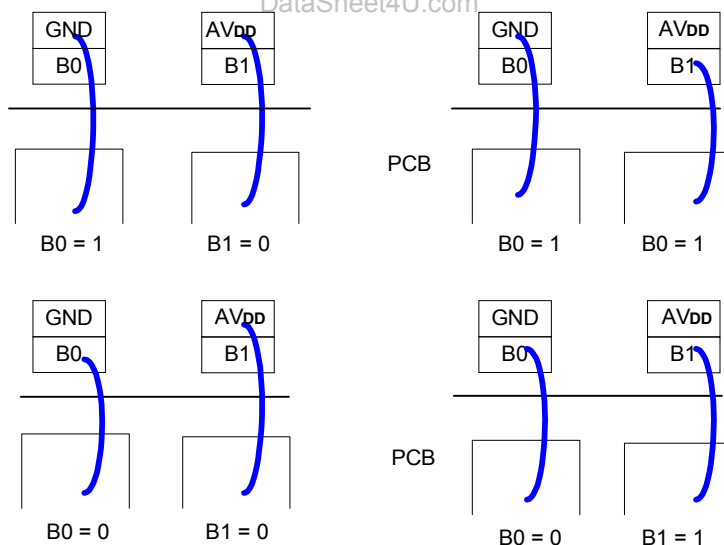 DataSheet4U.com
GND AVDD GND AVDD
B0 B1 B0 B1
PCB
B0 = 1 B1 = 0 B0 = 1 B0 = 1
GND AVDD GND AVDD
B0 B1 B0 B1
PCB
B0 = 0 B1 = 0 B0 = 0 B1 = 1